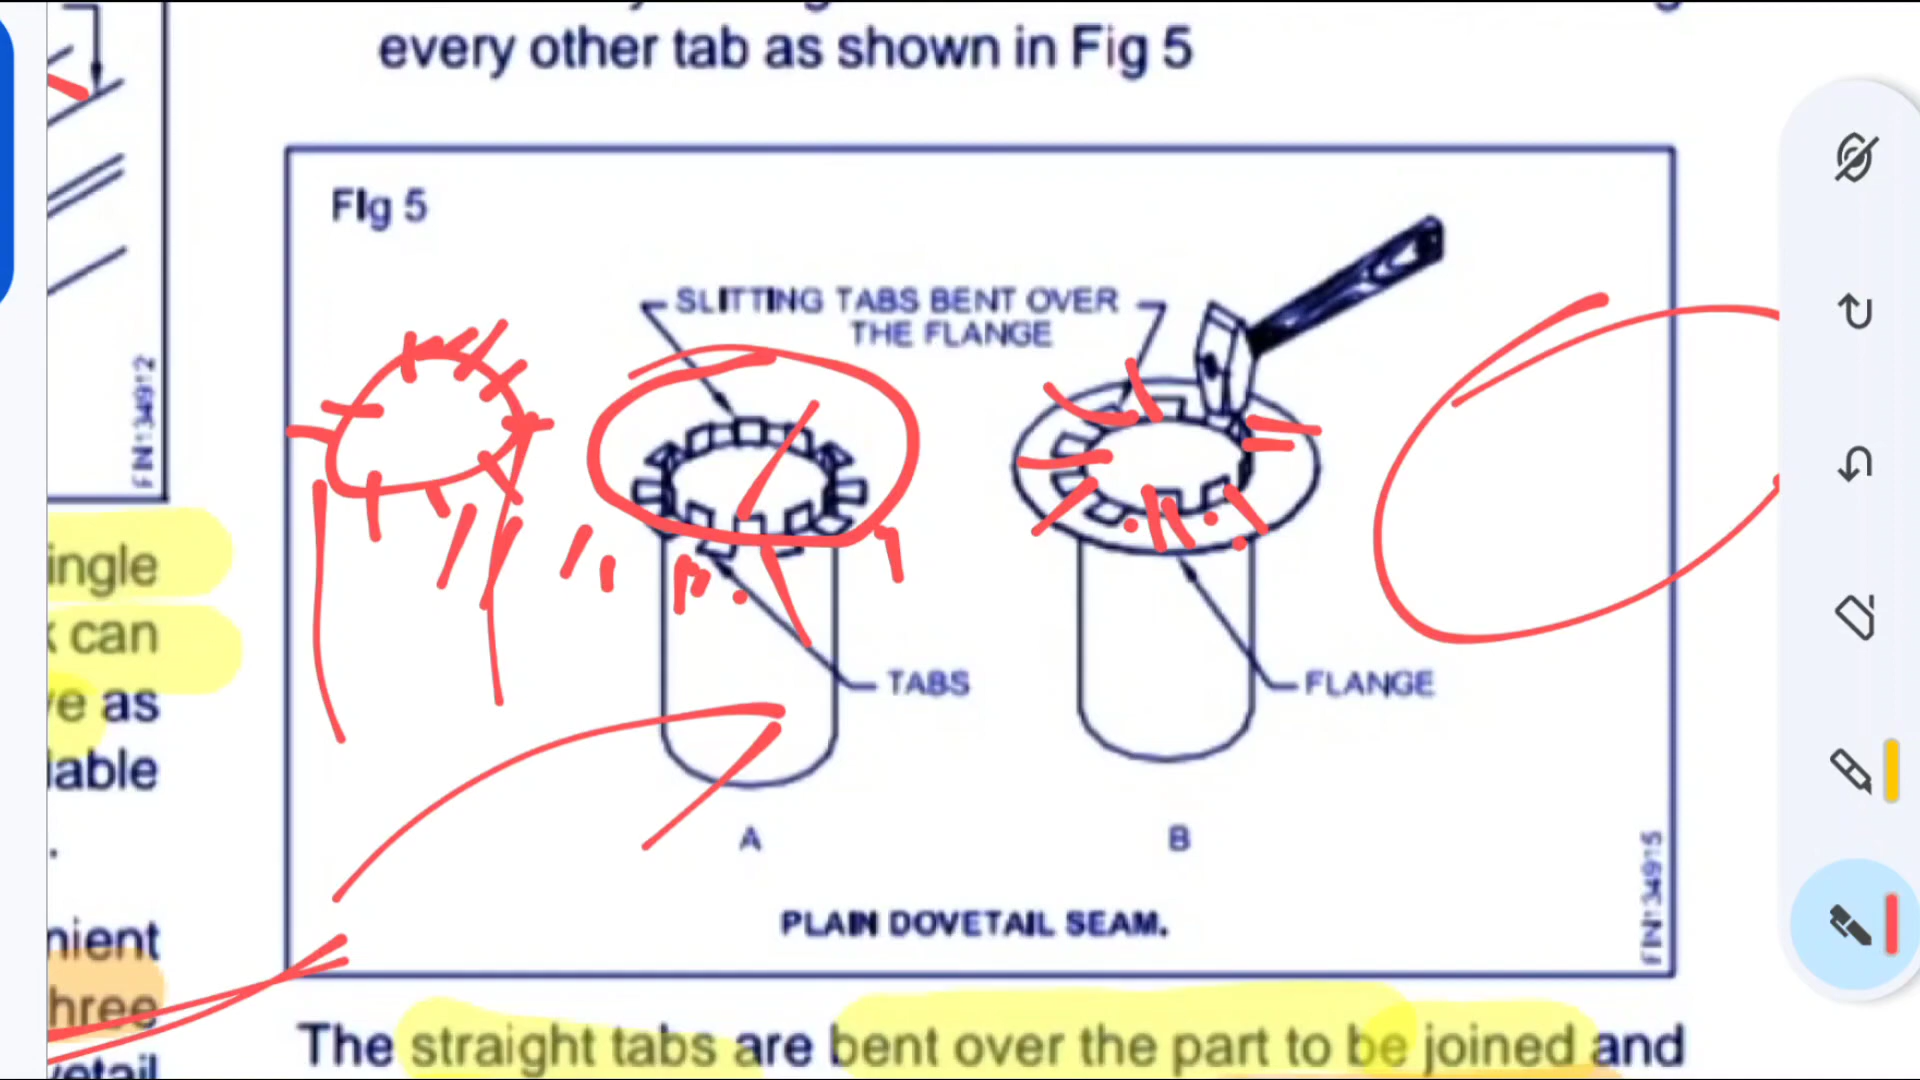 every other tab as shown in Fig 5
FIN134912
ingle
can
as
nient
hree
FIg 5
SLITTING TABS BENT OVER
THE FLANGE
TABS
FLANGE
A
B
PLAIN DOVETAIL SEAM.
FIN134915
The straight tabs are bent over the part to be joined and